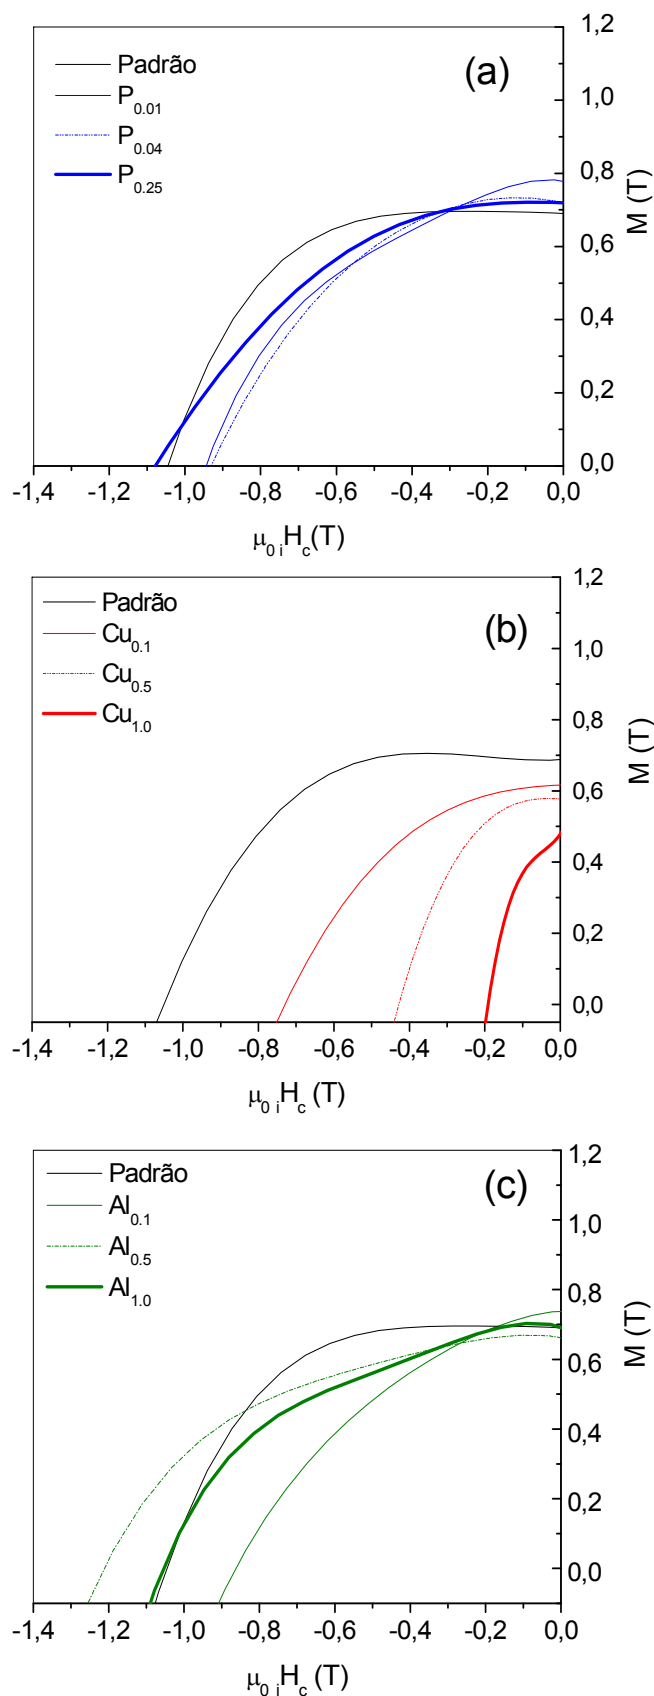 (a)
Padrão
P0.01
P0.04
P0.25
1,2
1,0
0,8
0,6
0,4
0,2
0,0
M (T)
-1,4 -1,2 -1,0 -0,8 -0,6 -0,4 -0,2 0,0
μ0 iHc(T)
(b)
Padrão
Cu0.1
Cu0.5
Cu1.0
1,2
1,0
0,8
0,6
0,4
0,2
0,0
M (T)
-1,4 -1,2 -1,0 -0,8 -0,6 -0,4 -0,2 0,0
μ0 iHc (T)
(c)
Padrão
Al0.1
Al0.5
Al1.0
1,2
1,0
0,8
0,6
0,4
0,2
0,0
M (T)
-1,4 -1,2 -1,0 -0,8 -0,6 -0,4 -0,2 0,0
μ0 iHc (T)